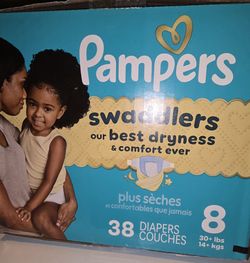 Pampers
swaddlers
our best dryness
& comfort ever
plus sèches
et confortables que jamais
38 DIAPERS
COUCHES
8
30+ lbs
14+ kgs